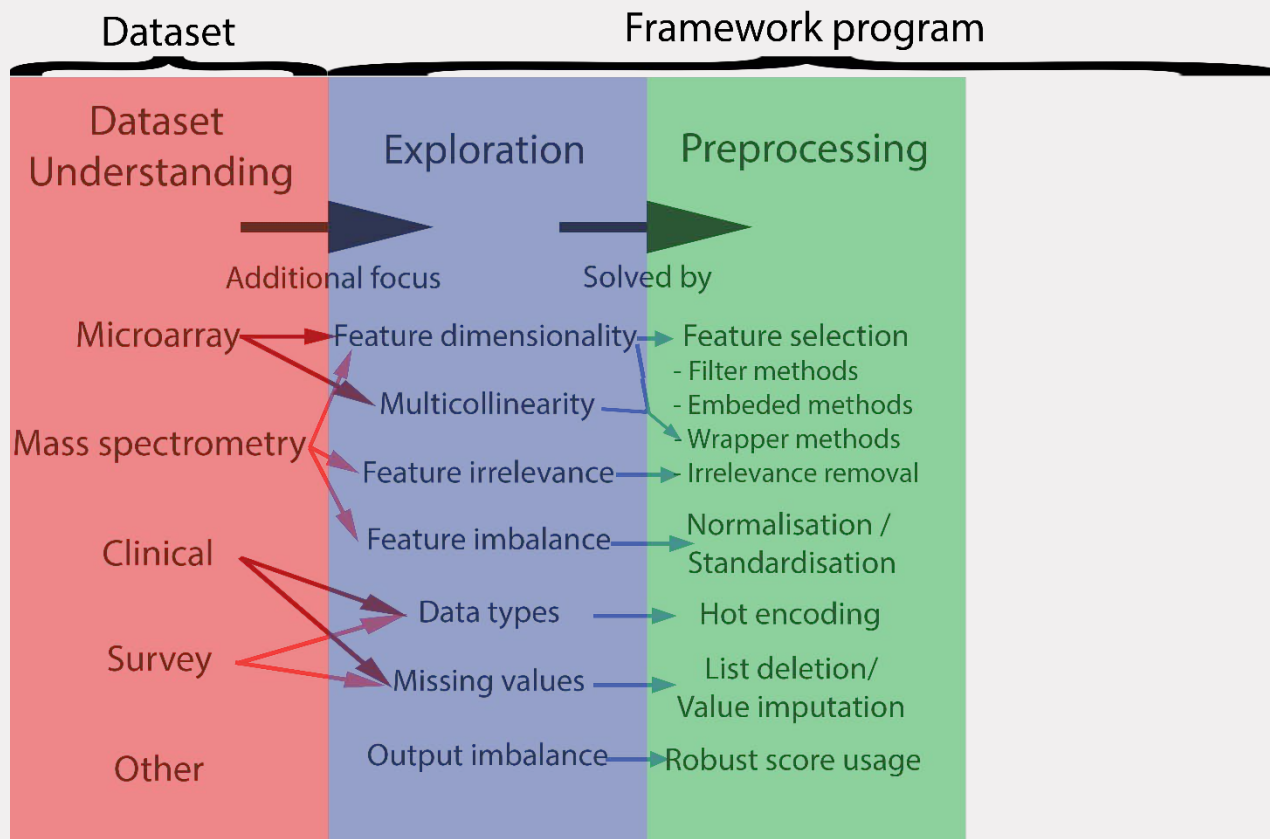 Dataset
Framework program
Dataset
Understanding
Exploration
Preprocessing
Additional focus
Solved by
Microarray
Feature dimensionality
Feature selection
- Filter methods
Multicollinearity
- Embeded methods
Mass spectrometry
- Wrapper methods
Feature irrelevance
- Irrelevance removal
Clinical
Feature imbalance
Normalisation /
Standardisation
Data types
Hot encoding
Survey
Missing values
List deletion/
Value imputation
Other
Output imbalance
Robust score usage